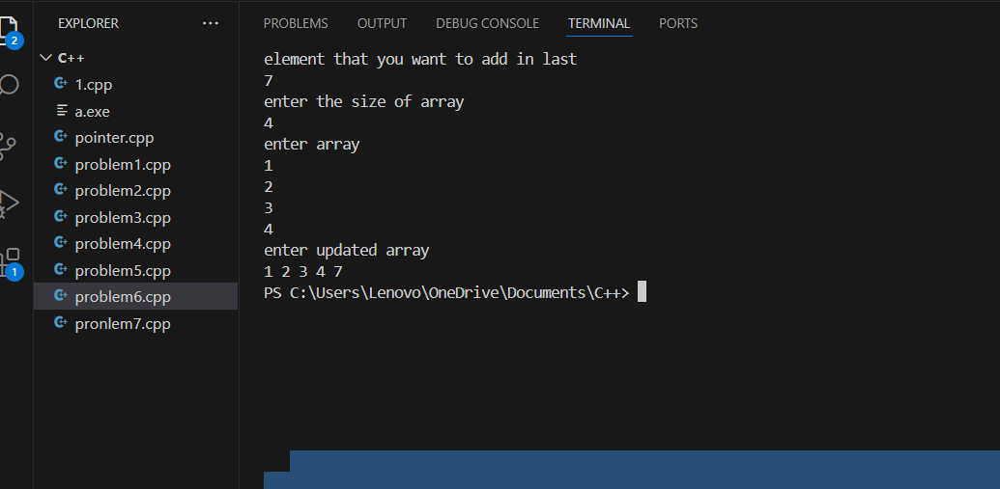 EXPLORER
...
C++
1.cpp
a.exe
pointer.cpp
problem1.cpp
problem2.cpp
problem3.cpp
problem4.cpp
problem5.cpp
problem6.cpp
pronlem7.cpp
2
1
PROBLEMS OUTPUT DEBUG CONSOLE TERMINAL PORTS
element that you want to add in last
7
enter the size of array
4
enter array
1
2
3
4
enter updated array
1 2 3 4 7
PS C:\Users\Lenovo\OneDrive\Documents\C++>